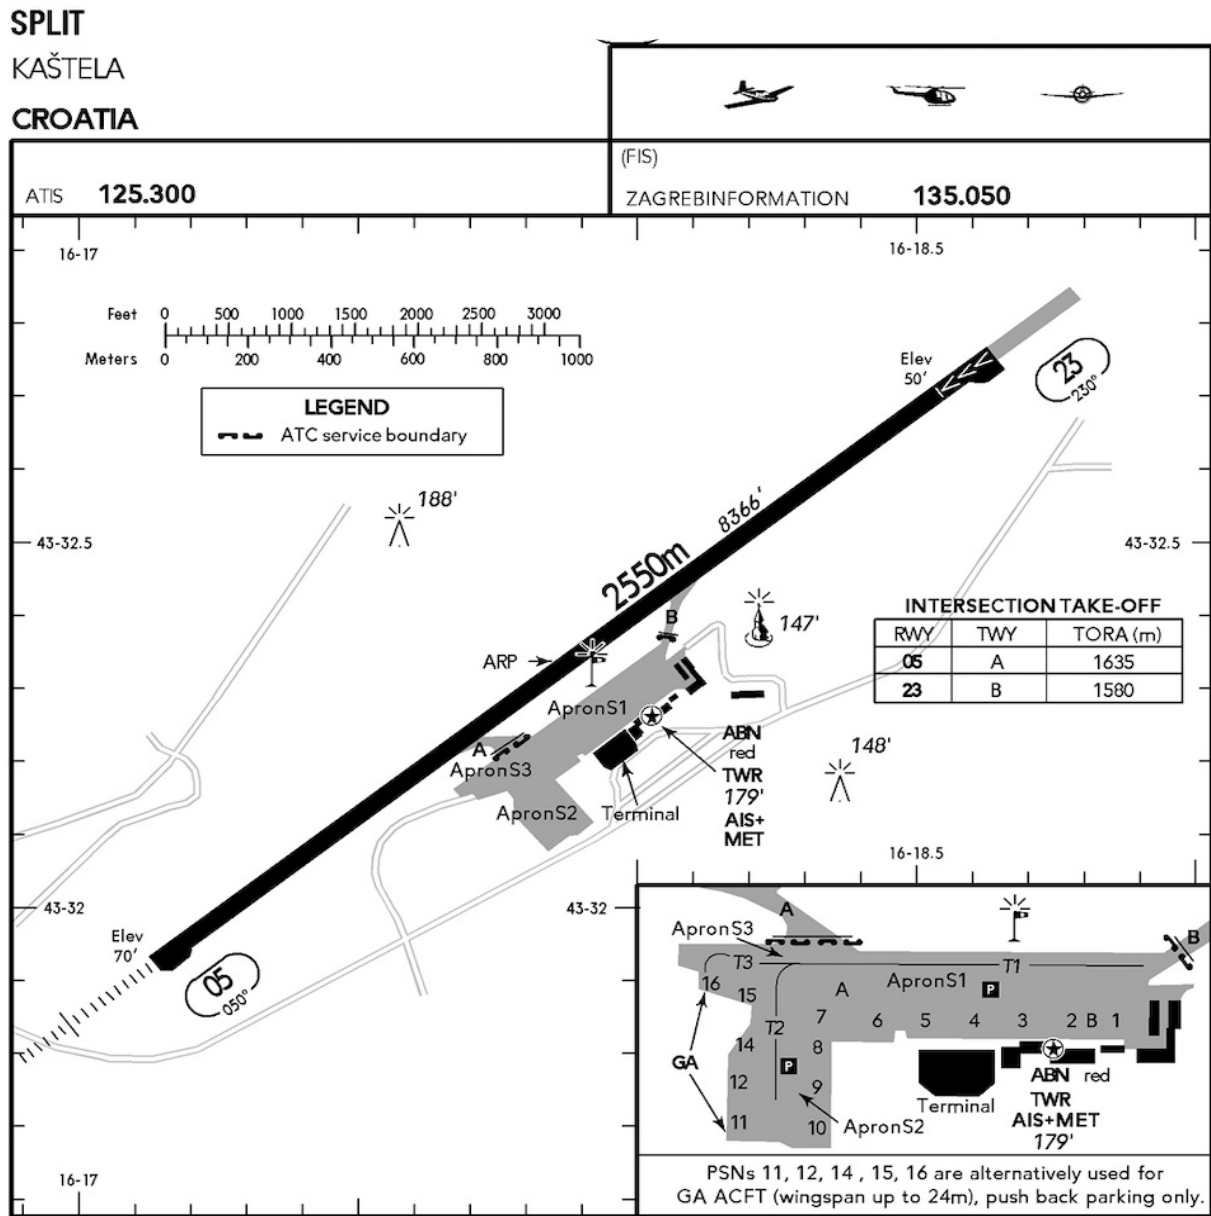 SPLIT
KAŠTELA
CROATIA
ATIS 125.300
(FIS)
ZAGREBINFORMATION 135.050
16-17 16-18.5
Feet 0 500 1000 1500 2000 2500 3000
Meters 0 200 400 600 800 1000
LEGEND
ATC service boundary
Elev
50'
23
230°
188'
8366'
2550m
43-32.5 43-32.5
B
147'
ARP
INTERSECTION TAKE-OFF
RWY TWY TORA (m)
05 A 1635
23 B 1580
ApronS1
A
ApronS3
ApronS2
Terminal
ABN
red
TWR
179'
AIS+
MET
148'
16-18.5
43-32 43-32
Elev
70'
05
050°
16-17
A
ApronS3
B
T3 T1
16 15 A ApronS1 P
T2 7 6 5 4 3 2 B 1
14 8
GA
12 P 9
11 10
ApronS2
Terminal
ABN red
TWR
AIS+MET
179'
PSNs 11, 12, 14 , 15, 16 are alternatively used for
GA ACFT (wingspan up to 24m), push back parking only.